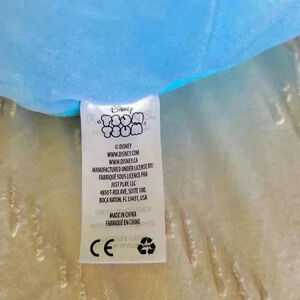 Disney
TSUM
TSUM
© DISNEY
WWW.DISNEY.COM
WWW.DISNEY.CA
MANUFACTURED UNDER LICENSE BY/
FABRIQUÉ SOUS LICENCE PAR
JUST PLAY, LLC
4850 T-REX AVE, SUITE 100,
BOCA RATON, FL 33431, USA
MADE IN CHINA
FABRIQUÉ EN CHINE.
CE